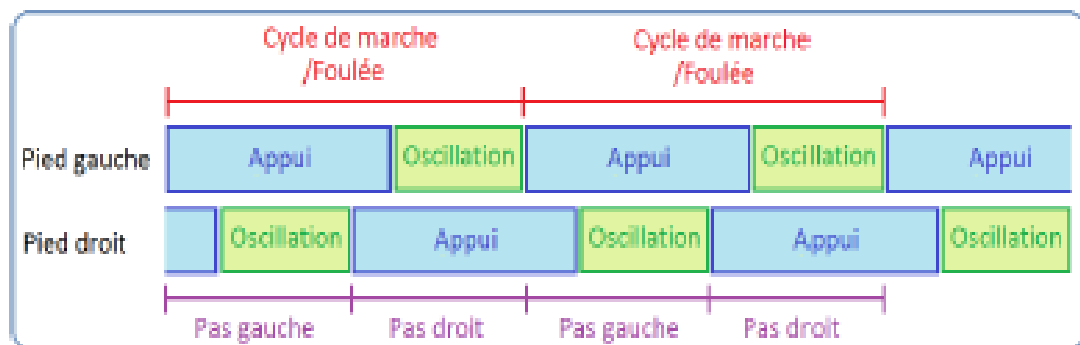 Cycle de marche
/Foulée
Cycle de marche
/Foulée
Pied gauche
Appui
Oscillation
Appui
Oscillation
Appui
Pied droit
Oscillation
Appui
Oscillation
Appui
Oscillation
Pas gauche
Pas droit
Pas gauche
Pas droit